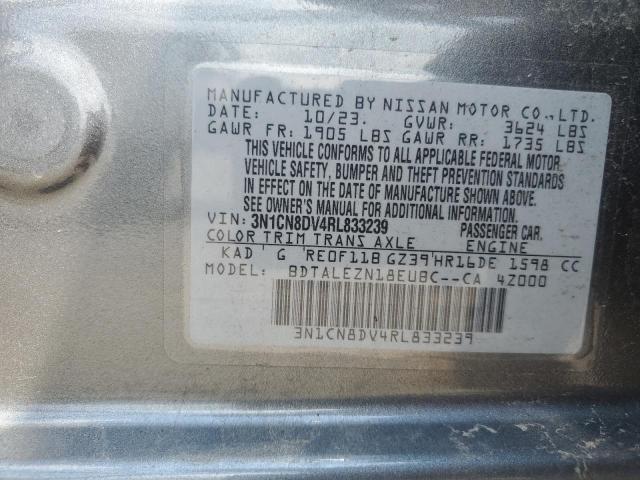 MANUFACTURED BY NISSAN MOTOR CO., LTD.
DATE: 10/23. GVWR: 3624 LBS
GAWR FR: 1905 LBS GAWR RR: 1735 LBS
THIS VEHICLE CONFORMS TO ALL APPLICABLE FEDERAL MOTOR
VEHICLE SAFETY, BUMPER AND THEFT PREVENTION STANDARDS
IN EFFECT ON THE DATE OF MANUFACTURE SHOWN ABOVE.
SEE OWNER'S MANUAL FOR ADDITIONAL INFORMATION.
VIN: 3N1CN8DV4RL833239 PASSENGER CAR.
COLOR TRIM TRANS AXLE ENGINE
KAD G RE0F11B GZ39 HR16DE 1598 CC
MODEL: BDTALEZN18EUBC--CA 4Z000
3N1CN8DV4RL833239